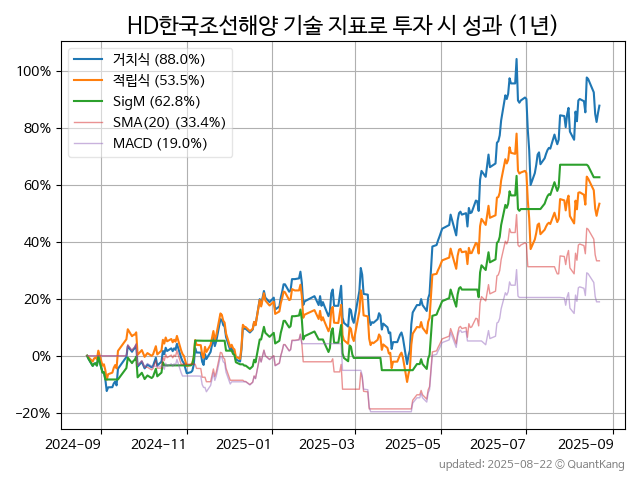 HD한국조선해양 기술 지표로 투자 시 성과 (1년)
거치식 (88.0%)
적립식 (53.5%)
SigM (62.8%)
SMA(20) (33.4%)
MACD (19.0%)
100%
80%
60%
40%
20%
0%
−20%
2024-09 2024-11 2025-01 2025-03 2025-05 2025-07 2025-09
updated: 2025-08-22 ⓒ QuantKang